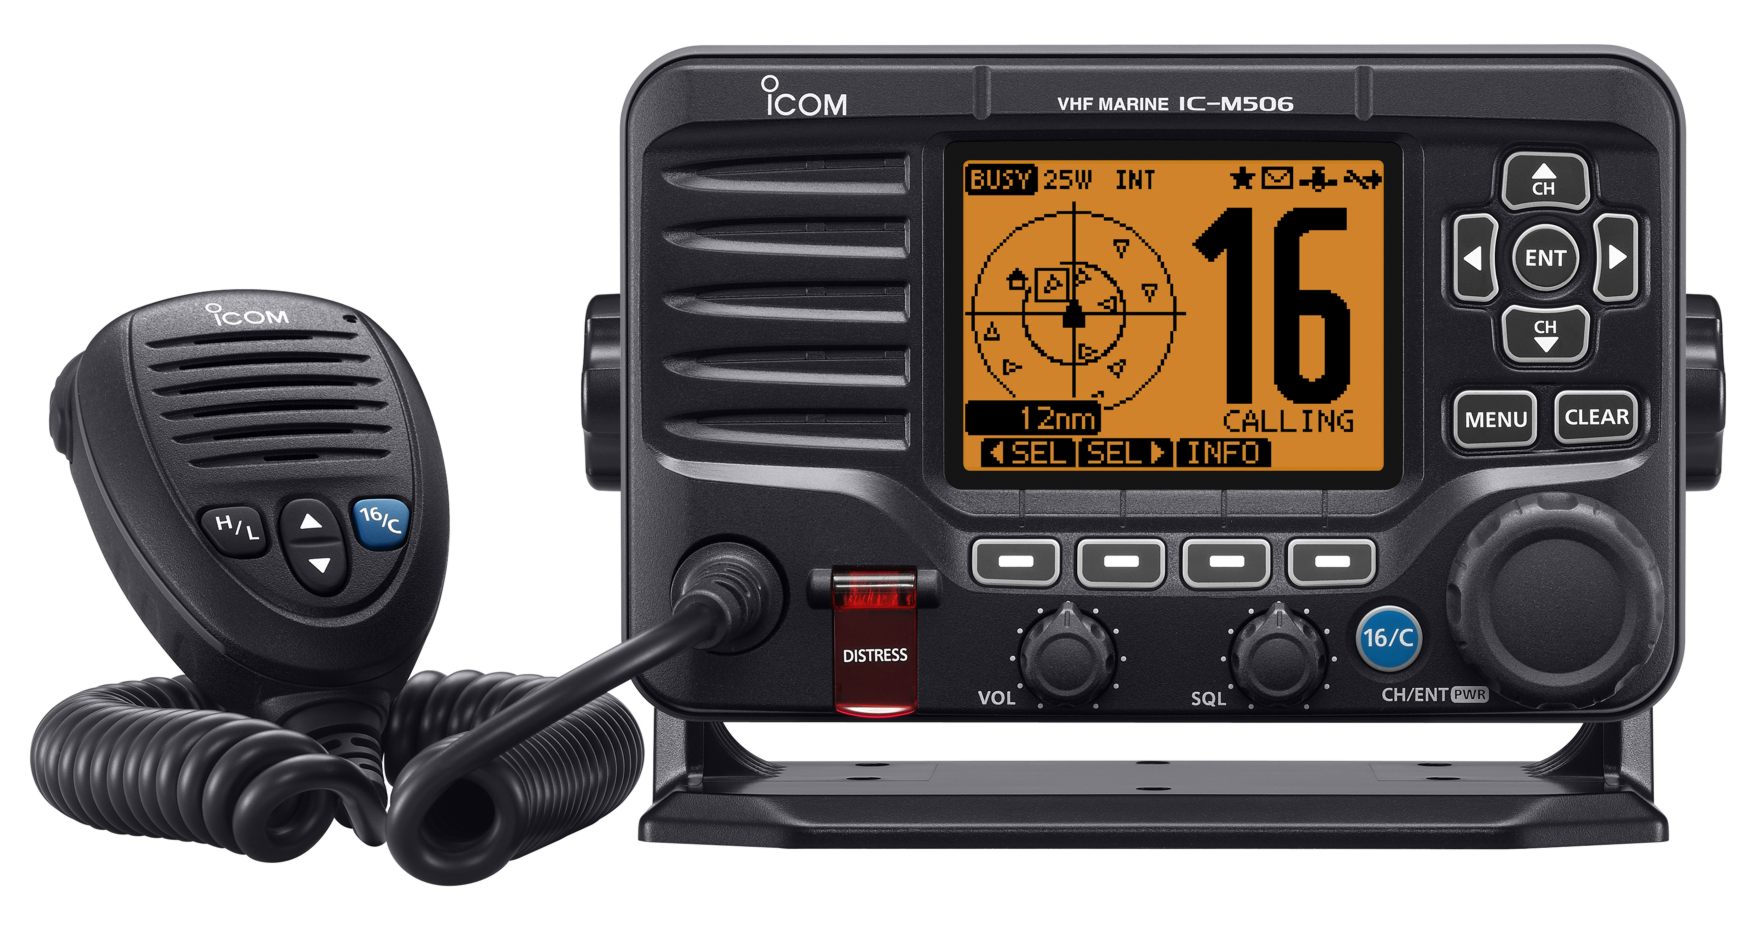 ICOM
VHF MARINE IC-M506
BUSY 25W INT
16
12nm
CALLING
SEL SEL INFO
CH
ENT
CH
MENU CLEAR
ICOM
H/L
16/C
DISTRESS
VOL
SQL
16/C
CH/ENT PWR